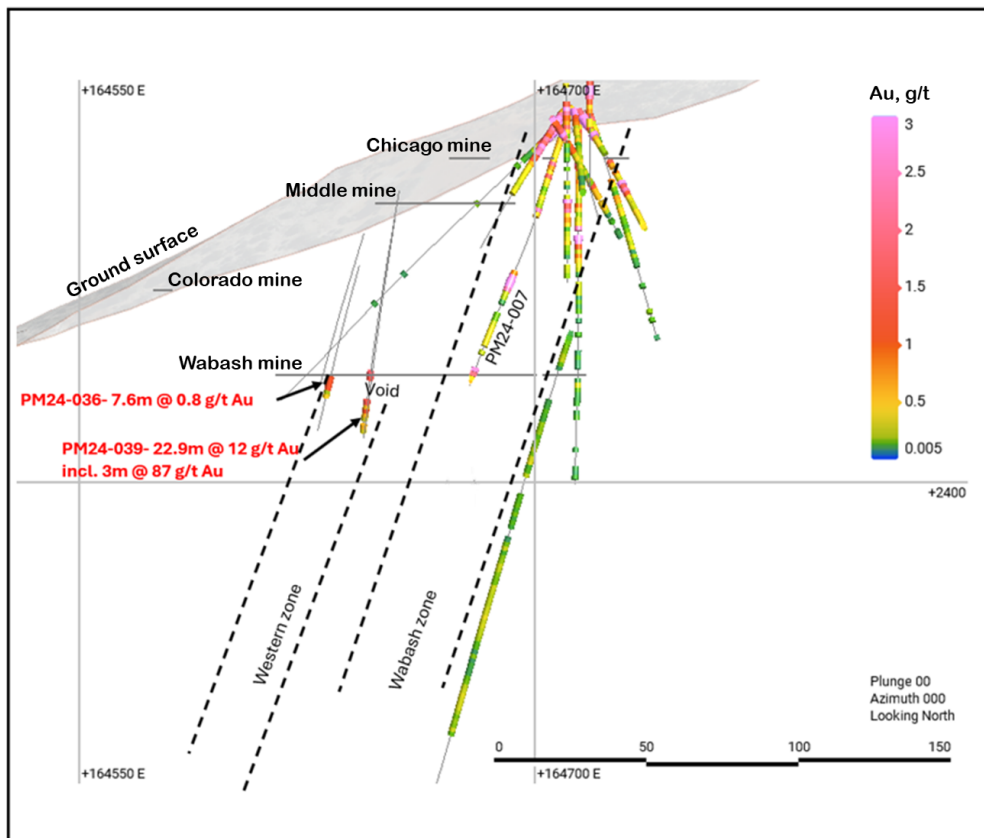 +164550 E
+164700 E
Au, g/t
3
2.5
2
1.5
1
0.5
0.005
Chicago mine
Middle mine
Ground surface
Colorado mine
Wabash mine
PM24-007
Void
PM24-036- 7.6m @ 0.8 g/t Au
PM24-039- 22.9m @ 12 g/t Au
incl. 3m @ 87 g/t Au
+2400
Western zone
Wabash zone
Plunge 00
Azimuth 000
Looking North
0 50 100 150
+164550 E
+164700 E